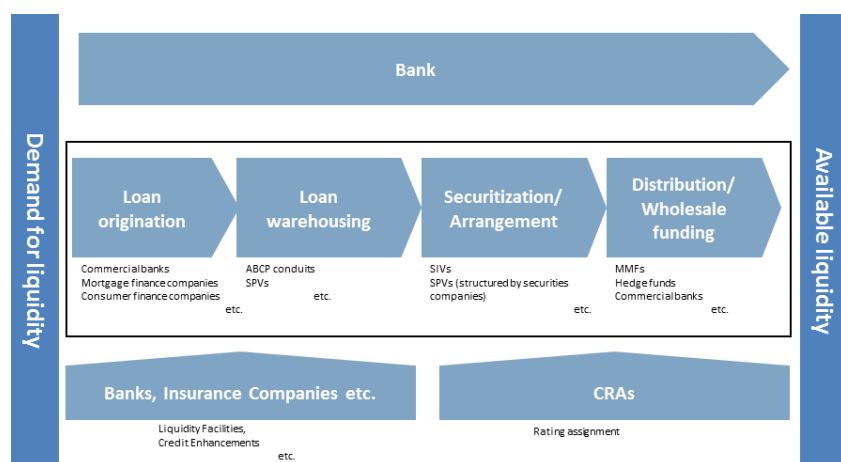 Demand for liquidity
Bank
Loan
origination
Commercial banks
Mortgage finance companies
Consumer finance companies
etc.
Loan
warehousing
ABCP conduits
SPVs
etc.
Securitization/
Arrangement
SIVs
SPVs (structured by securities
companies)
etc.
Distribution/
Wholesale
funding
MMFs
Hedge funds
Commercial banks
etc.
Banks, Insurance Companies etc.
Liquidity Facilities,
Credit Enhancements
etc.
CRAs
Rating assignment
Available liquidity